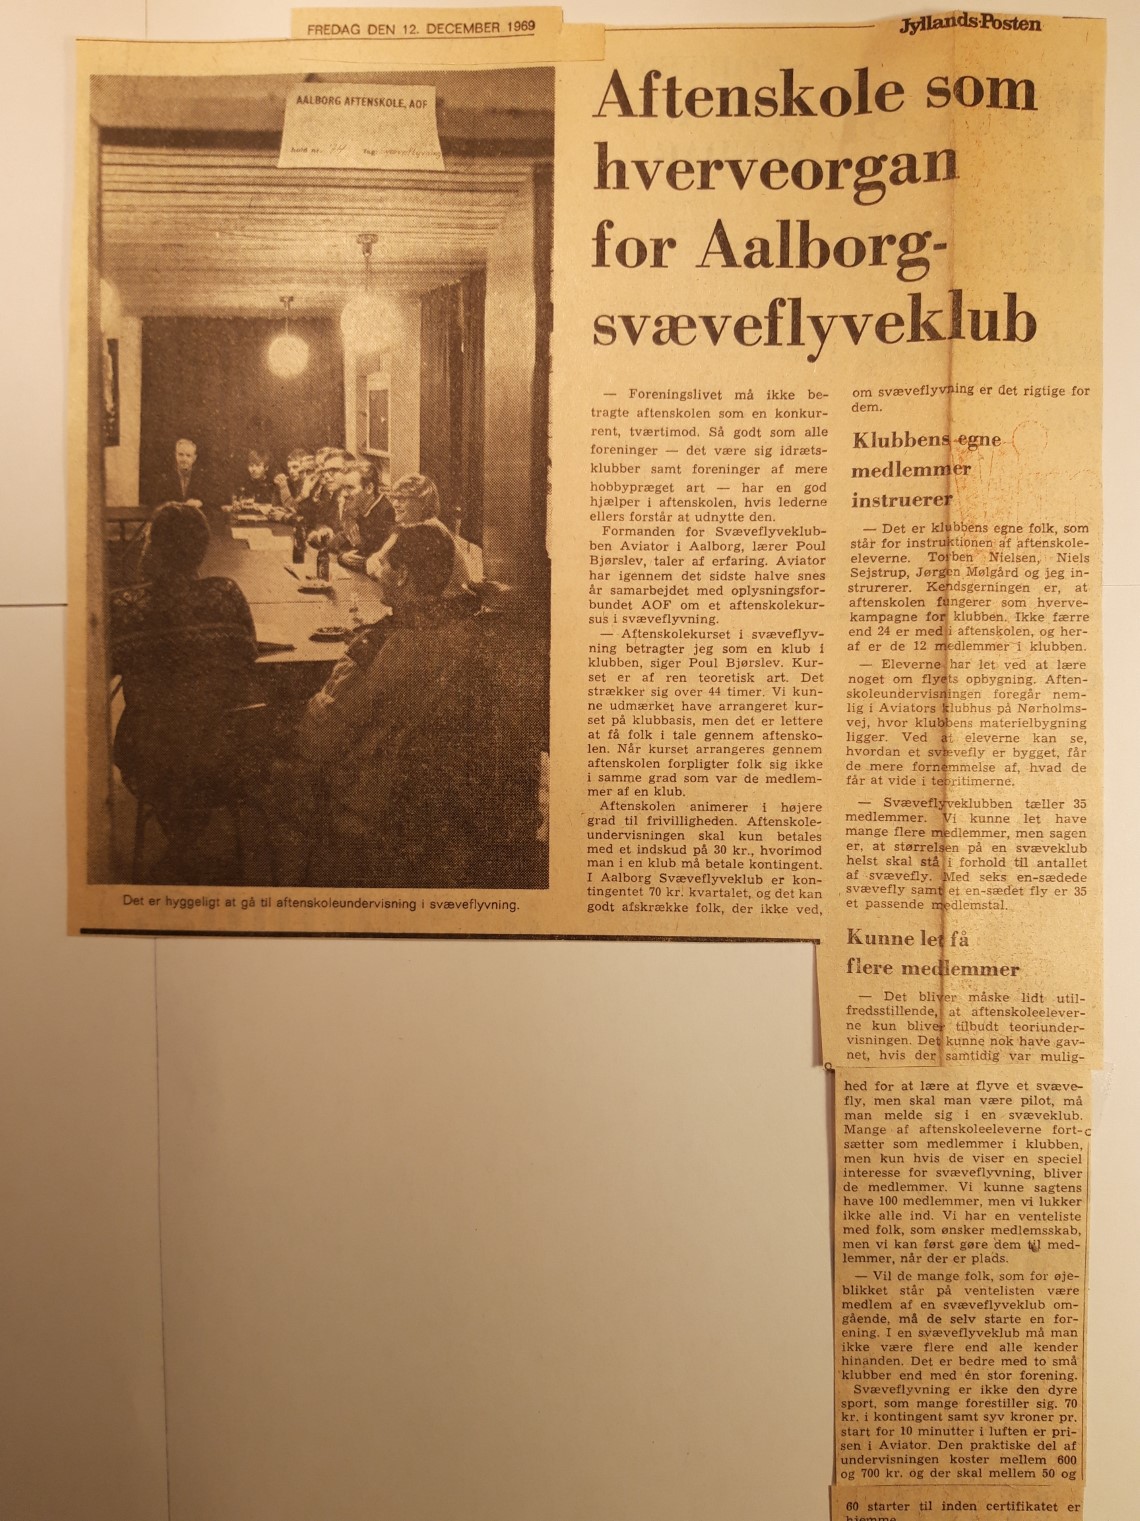 FREDAG DEN 12. DECEMBER 1969
Jyllands-Posten
AALBORG AFTENSKOLE, AOF
hold nr. 74 fag: svæveflyvning
Aftenskole som
hverveorgan
for Aalborg-
svæveflyveklub
Det er hyggeligt at gå til aftenskoleundervisning i svæveflyvning.
— Foreningslivet må ikke be-
tragte aftenskolen som en konkur-
rent, tværtimod. Så godt som alle
foreninger — det være sig idræts-
klubber samt foreninger af mere
hobbypræget art — har en god
hjælper i aftenskolen, hvis lederne
ellers forstår at udnytte den.
Formanden for Svæveflyveklub-
ben Aviator i Aalborg, lærer Poul
Bjørslev, taler af erfaring. Aviator
har igennem det sidste halve snes
år samarbejdet med oplysningsfor-
bundet AOF om et aftenskolekur-
sus i svæveflyvning.
— Aftenskolekurset i svæveflyv-
ning betragter jeg som en klub i
klubben, siger Poul Bjørslev. Kur-
set er af ren teoretisk art. Det
strækker sig over 44 timer. Vi kun-
ne udmærket have arrangeret kur-
set på klubbasis, men det er lettere
at få folk i tale gennem aftensko-
len. Når kurset arrangeres gennem
aftenskolen forpligter folk sig ikke
i samme grad som var de medlem-
mer af en klub.
Aftenskolen animerer i højere
grad til frivilligheden. Aftenskole-
undervisningen skal kun betales
med et indskud på 30 kr., hvorimod
man i en klub må betale kontingent.
I Aalborg Svæveflyveklub er kon-
tingentet 70 kr. kvartalet, og det kan
godt afskrække folk, der ikke ved,
om svæveflyvning er det rigtige for
dem.
Klubbens egne
medlemmer
instruerer
— Det er klubbens egne folk, som
står for instruktionen af aftenskole-
eleverne. Torben Nielsen, Niels
Sejstrup, Jørgen Mølgård og jeg in-
strurerer. Kendsgerningen er, at
aftenskolen fungerer som hverve-
kampagne for klubben. Ikke færre
end 24 er med i aftenskolen, og her-
af er de 12 medlemmer i klubben.
— Eleverne har let ved at lære
noget om flyets opbygning. Aften-
skoleundervisningen foregår nem-
lig i Aviators klubhus på Nørholms-
vej, hvor klubbens materielbygning
ligger. Ved at eleverne kan se,
hvordan et svævefly er bygget, får
de mere fornemmelse af, hvad de
får at vide i teoritimerne.
— Svæveflyveklubben tæller 35
medlemmer. Vi kunne let have
mange flere medlemmer, men sagen
er, at størrelsen på en svæveklub
helst skal stå i forhold til antallet
af svævefly. Med seks en-sædede
svævefly samt et en-sædet fly er 35
et passende medlemstal.
Kunne let få
flere medlemmer
— Det bliver måske lidt util-
fredsstillende, at aftenskoleelever-
ne kun bliver tilbudt teoriunder-
visningen. Det kunne nok have gav-
net, hvis der samtidig var mulig-
hed for at lære at flyve et svæve-
fly, men skal man være pilot, må
man melde sig i en svæveklub.
Mange af aftenskoleeleverne fort-
sætter som medlemmer i klubben,
men kun hvis de viser en speciel
interesse for svæveflyvning, bliver
de medlemmer. Vi kunne sagtens
have 100 medlemmer, men vi lukker
ikke alle ind. Vi har en venteliste
med folk, som ønsker medlemsskab,
men vi kan først gøre dem til med-
lemmer, når der er plads.
— Vil de mange folk, som for øje-
blikket står på ventelisten være
medlem af en svæveflyveklub om-
gående, må de selv starte en for-
ening. I en svæveflyveklub må man
ikke være flere end alle kender
hinanden. Det er bedre med to små
klubber end med én stor forening.
Svæveflyvning er ikke den dyre
sport, som mange forestiller sig. 70
kr. i kontingent samt syv kroner pr.
start for 10 minutter i luften er pri-
sen i Aviator. Den praktiske del af
undervisningen koster mellem 600
og 700 kr. og der skal mellem 50 og
60 starter til inden certifikatet er
hjemme.